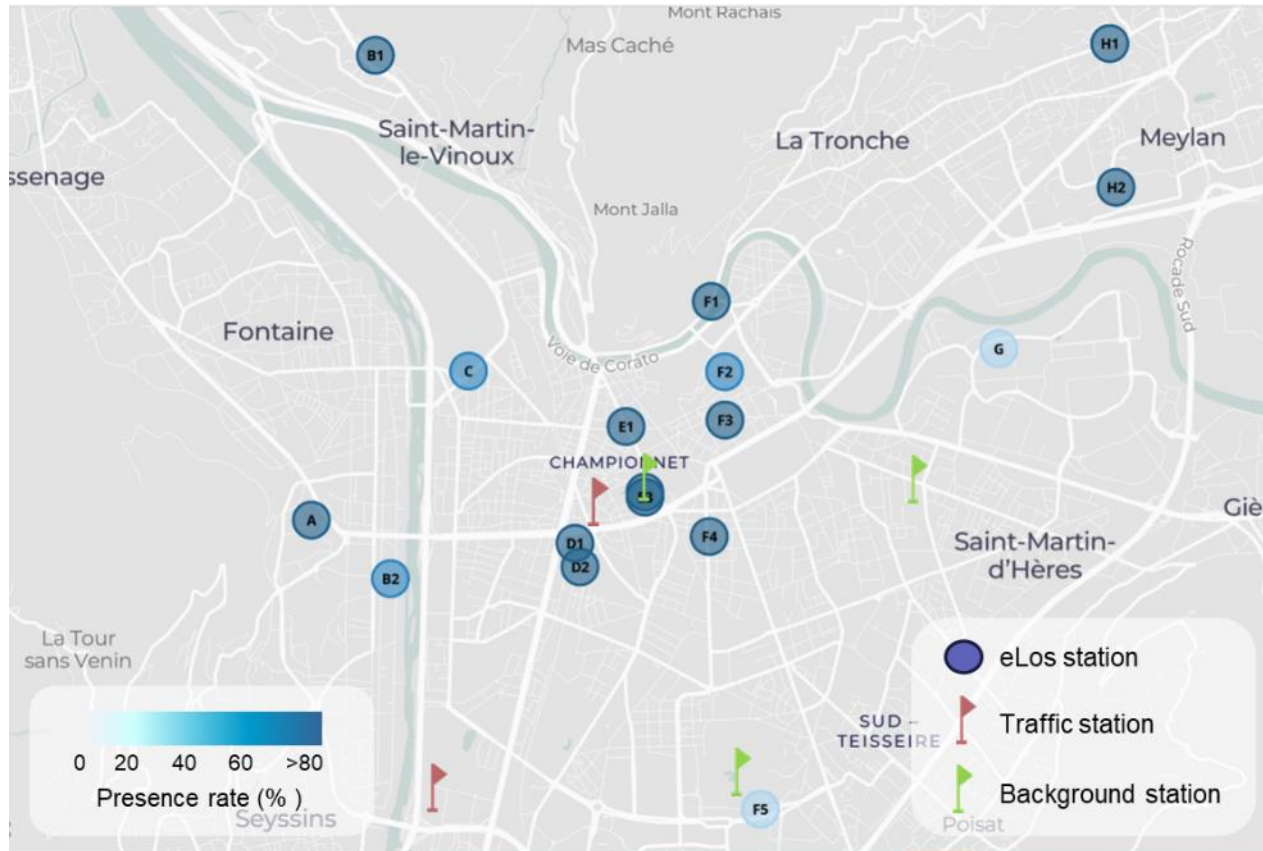 Mont Rachais
B1
Mas Caché
H1
Saint-Martin-
le-Vinoux
La Tronche
Meylan
ssenage
H2
Mont Jalla
Rocade Sud
F1
Fontaine
Voie de Corato
G
C
F2
E1
F3
CHAMPIONNET
Giè
A
D1
F4
Saint-Martin-
d'Hères
D2
B2
La Tour
sans Venin
eLos station
Traffic station
SUD –
TEISSEIRE
0 20 40 60 >80
Presence rate (% )
Background station
Seyssins
F5
Poisat